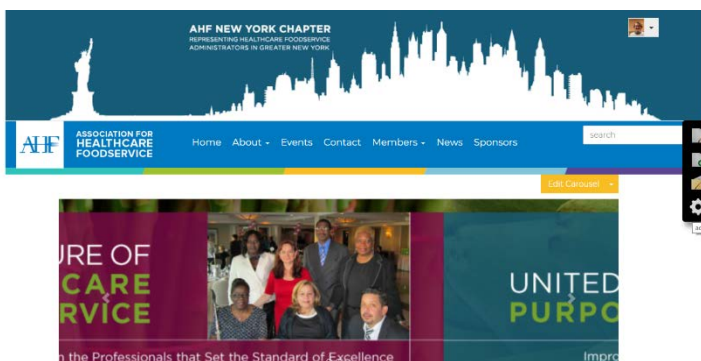 AHF NEW YORK CHAPTER
REPRESENTING HEALTHCARE FOODSERVICE
ADMINISTRATORS IN GREATER NEW YORK
AHF
ASSOCIATION FOR
HEALTHCARE
FOODSERVICE
Home About Events Contact Members News Sponsors
search
Edit Carousel
URE OF
CARE
RVICE
UNITED
PURPO
n the Professionals that Set the Standard of Excellence
Impro